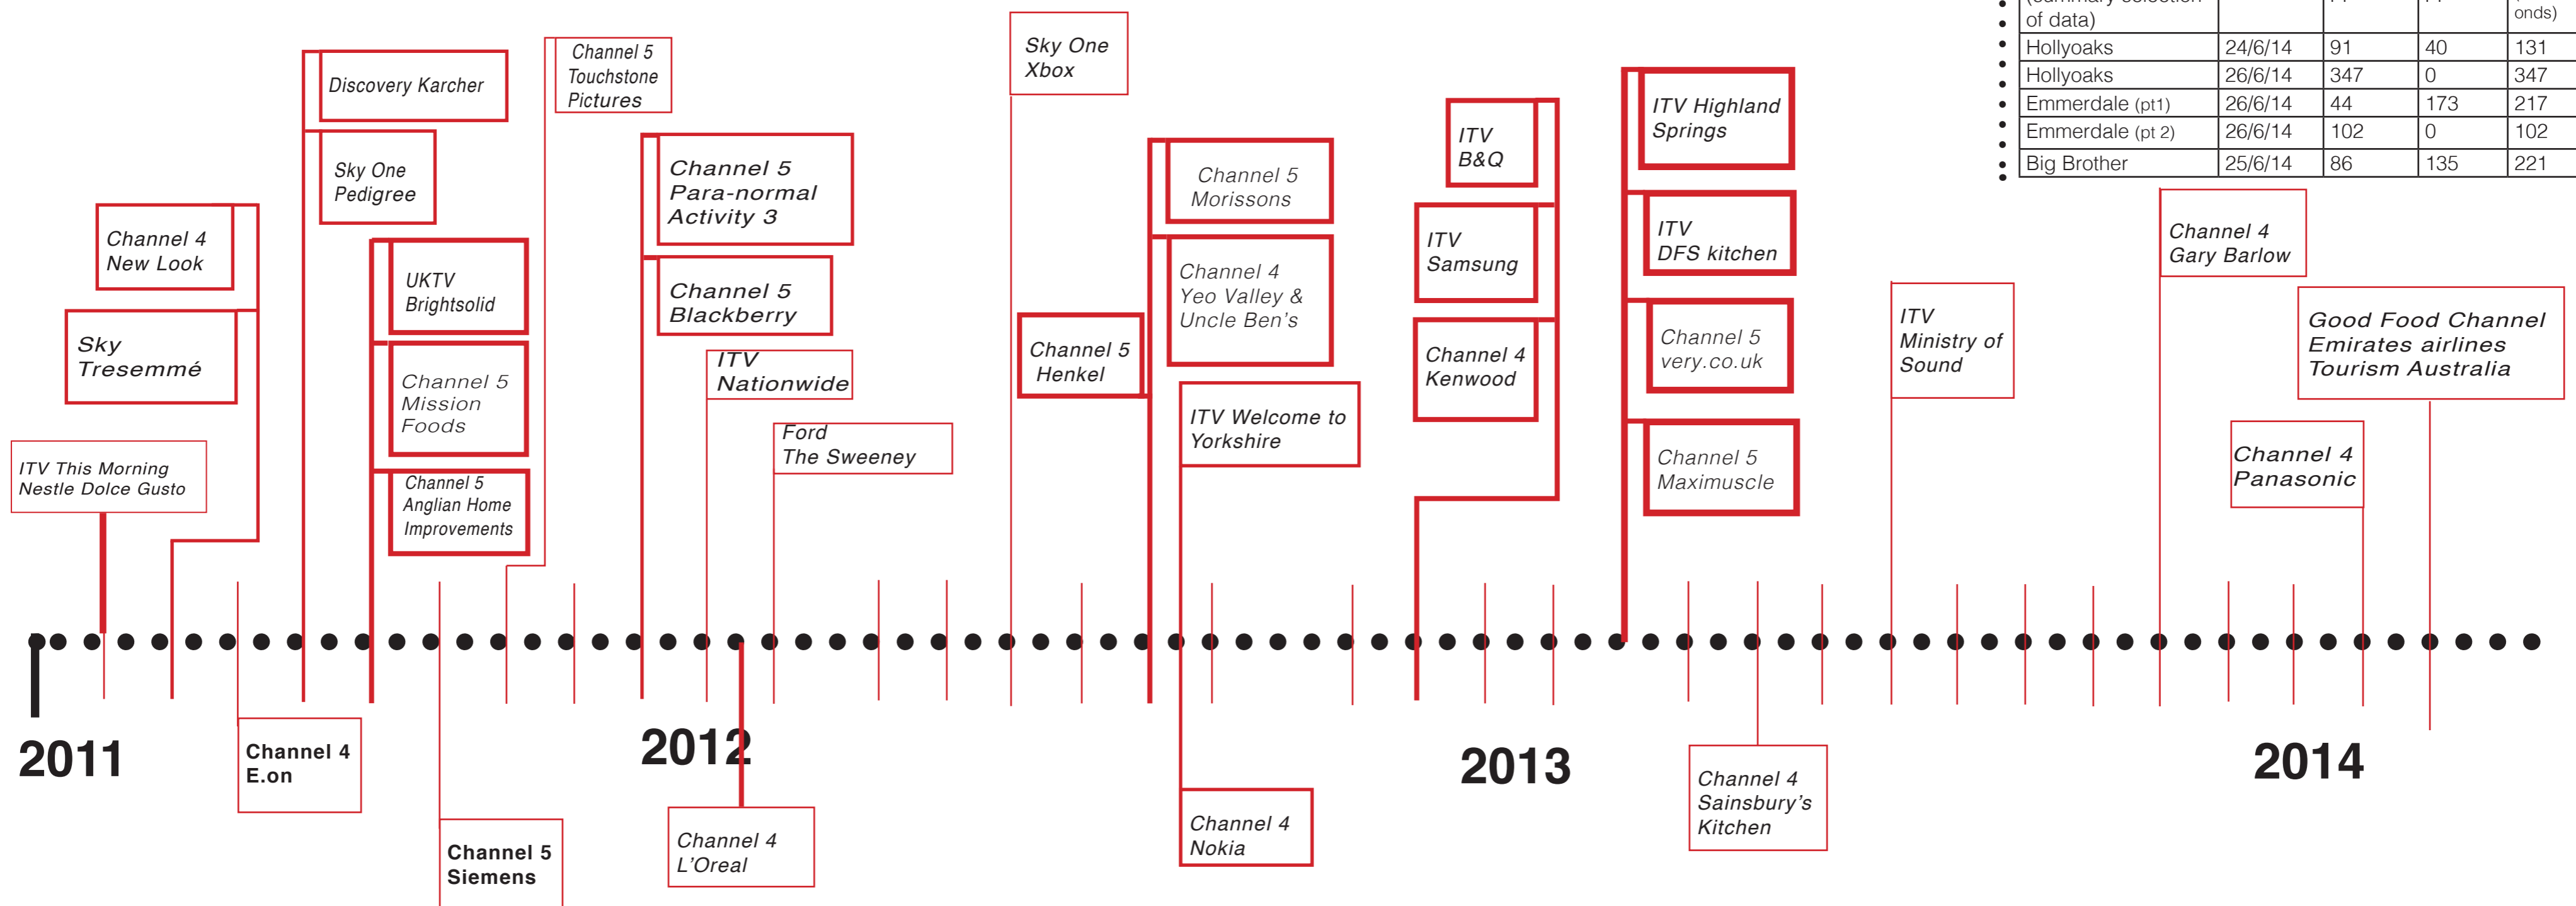 of data)
onds)
Hollyoaks 24/6/14 91 40 131
Hollyoaks 26/6/14 347 0 347
Emmerdale (pt1) 26/6/14 44 173 217
Emmerdale (pt 2) 26/6/14 102 0 102
Big Brother 25/6/14 86 135 221
ITV This Morning
Nestle Dolce Gusto
Channel 4
New Look
Sky
Tresemmé
Channel 4
E.on
Discovery Karcher
Sky One
Pedigree
UKTV
Brightsolid
Channel 5
Mission
Foods
Channel 5
Anglian Home
Improvements
Channel 5
Siemens
Channel 5
Touchstone
Pictures
Channel 5
Para-normal
Activity 3
Channel 5
Blackberry
ITV
Nationwide
Channel 4
L'Oreal
Ford
The Sweeney
Sky One
Xbox
Channel 5
Henkel
Channel 5
Morissons
Channel 4
Yeo Valley &
Uncle Ben's
ITV Welcome to
Yorkshire
Channel 4
Nokia
ITV
B&Q
ITV
Samsung
Channel 4
Kenwood
ITV Highland
Springs
ITV
DFS kitchen
Channel 5
very.co.uk
Channel 5
Maximuscle
Channel 4
Sainsbury's
Kitchen
ITV
Ministry of
Sound
Channel 4
Gary Barlow
Channel 4
Panasonic
Good Food Channel
Emirates airlines
Tourism Australia
2011
2012
2013
2014